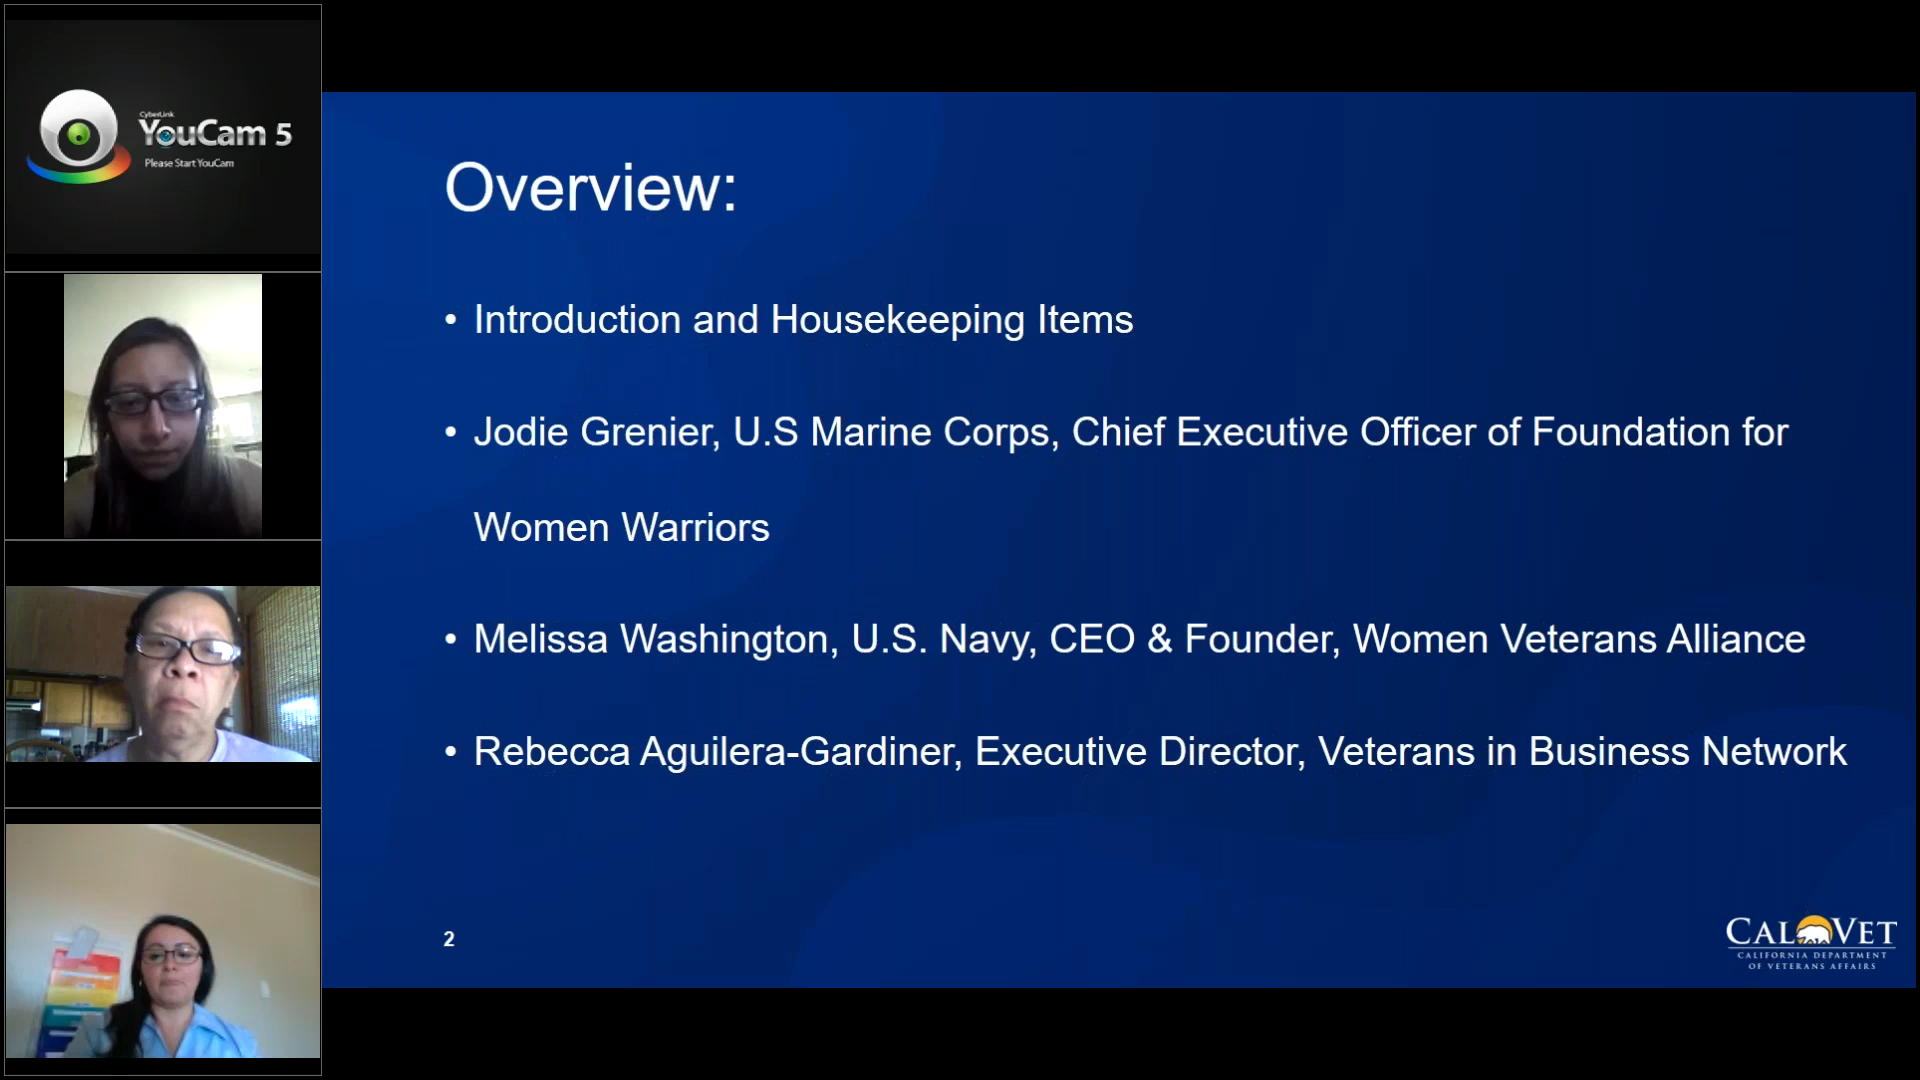 CyberLink
YouCam 5
Please Start YouCam
Overview:
• Introduction and Housekeeping Items
• Jodie Grenier, U.S Marine Corps, Chief Executive Officer of Foundation for
Women Warriors
• Melissa Washington, U.S. Navy, CEO & Founder, Women Veterans Alliance
• Rebecca Aguilera-Gardiner, Executive Director, Veterans in Business Network
2
CALVET
CALIFORNIA DEPARTMENT
OF VETERANS AFFAIRS